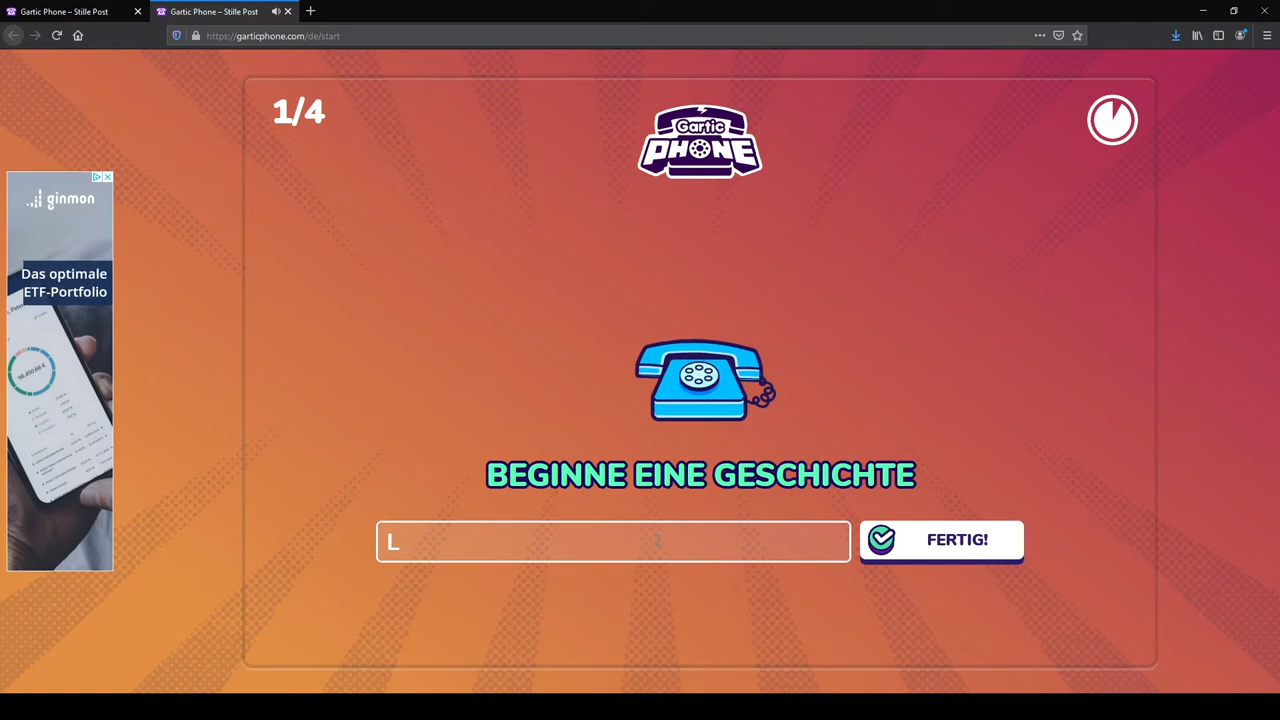 Gartic Phone – Stille Post
Gartic Phone – Stille Post
https://garticphone.com/de/start
1/4
Gartic
PHONE
ginmon
Das optimale
ETF-Portfolio
BEGINNE EINE GESCHICHTE
L
FERTIG!